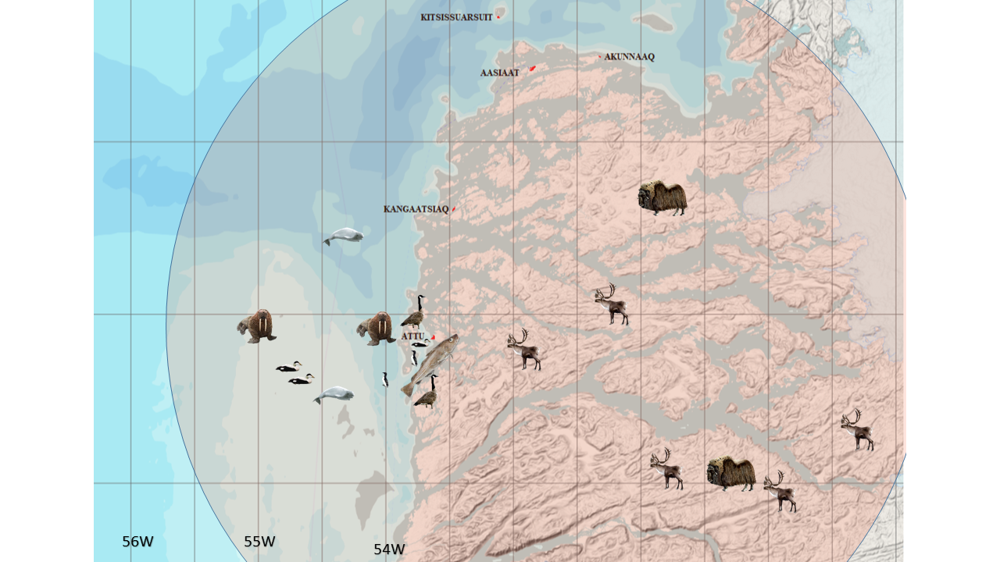 KITSISSUARSUIT
AKUNNAAQ
AASIAAT
KANGAATSIAQ
ATTU
56W
55W
54W